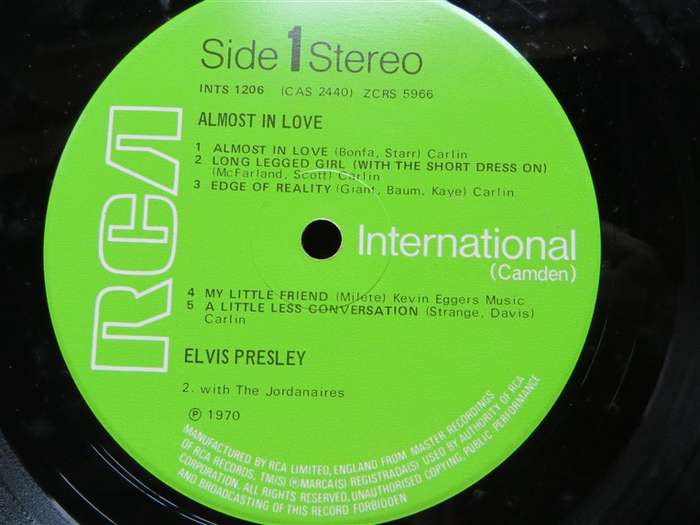 Side 1 Stereo
INTS 1206 (CAS 2440) ZCRS 5966
ALMOST IN LOVE
1 ALMOST IN LOVE (Bonfa, Starr) Carlin
2 LONG LEGGED GIRL (WITH THE SHORT DRESS ON)
(McFarland, Scott) Carlin
3 EDGE OF REALITY (Giant, Baum, Kaye) Carlin
RCA
International
(Camden)
4 MY LITTLE FRIEND (Milete) Kevin Eggers Music
5 A LITTLE LESS CONVERSATION (Strange, Davis)
Carlin
ELVIS PRESLEY
2. with The Jordanaires
℗ 1970
MANUFACTURED BY RCA LIMITED, ENGLAND FROM MASTER RECORDINGS
OF RCA RECORDS. TM(S) ® MARCA(S) REGISTRADA(S) USED BY AUTHORITY OF RCA
CORPORATION. ALL RIGHTS RESERVED. UNAUTHORISED COPYING, PUBLIC PERFORMANCE
AND BROADCASTING OF THIS RECORD FORBIDDEN